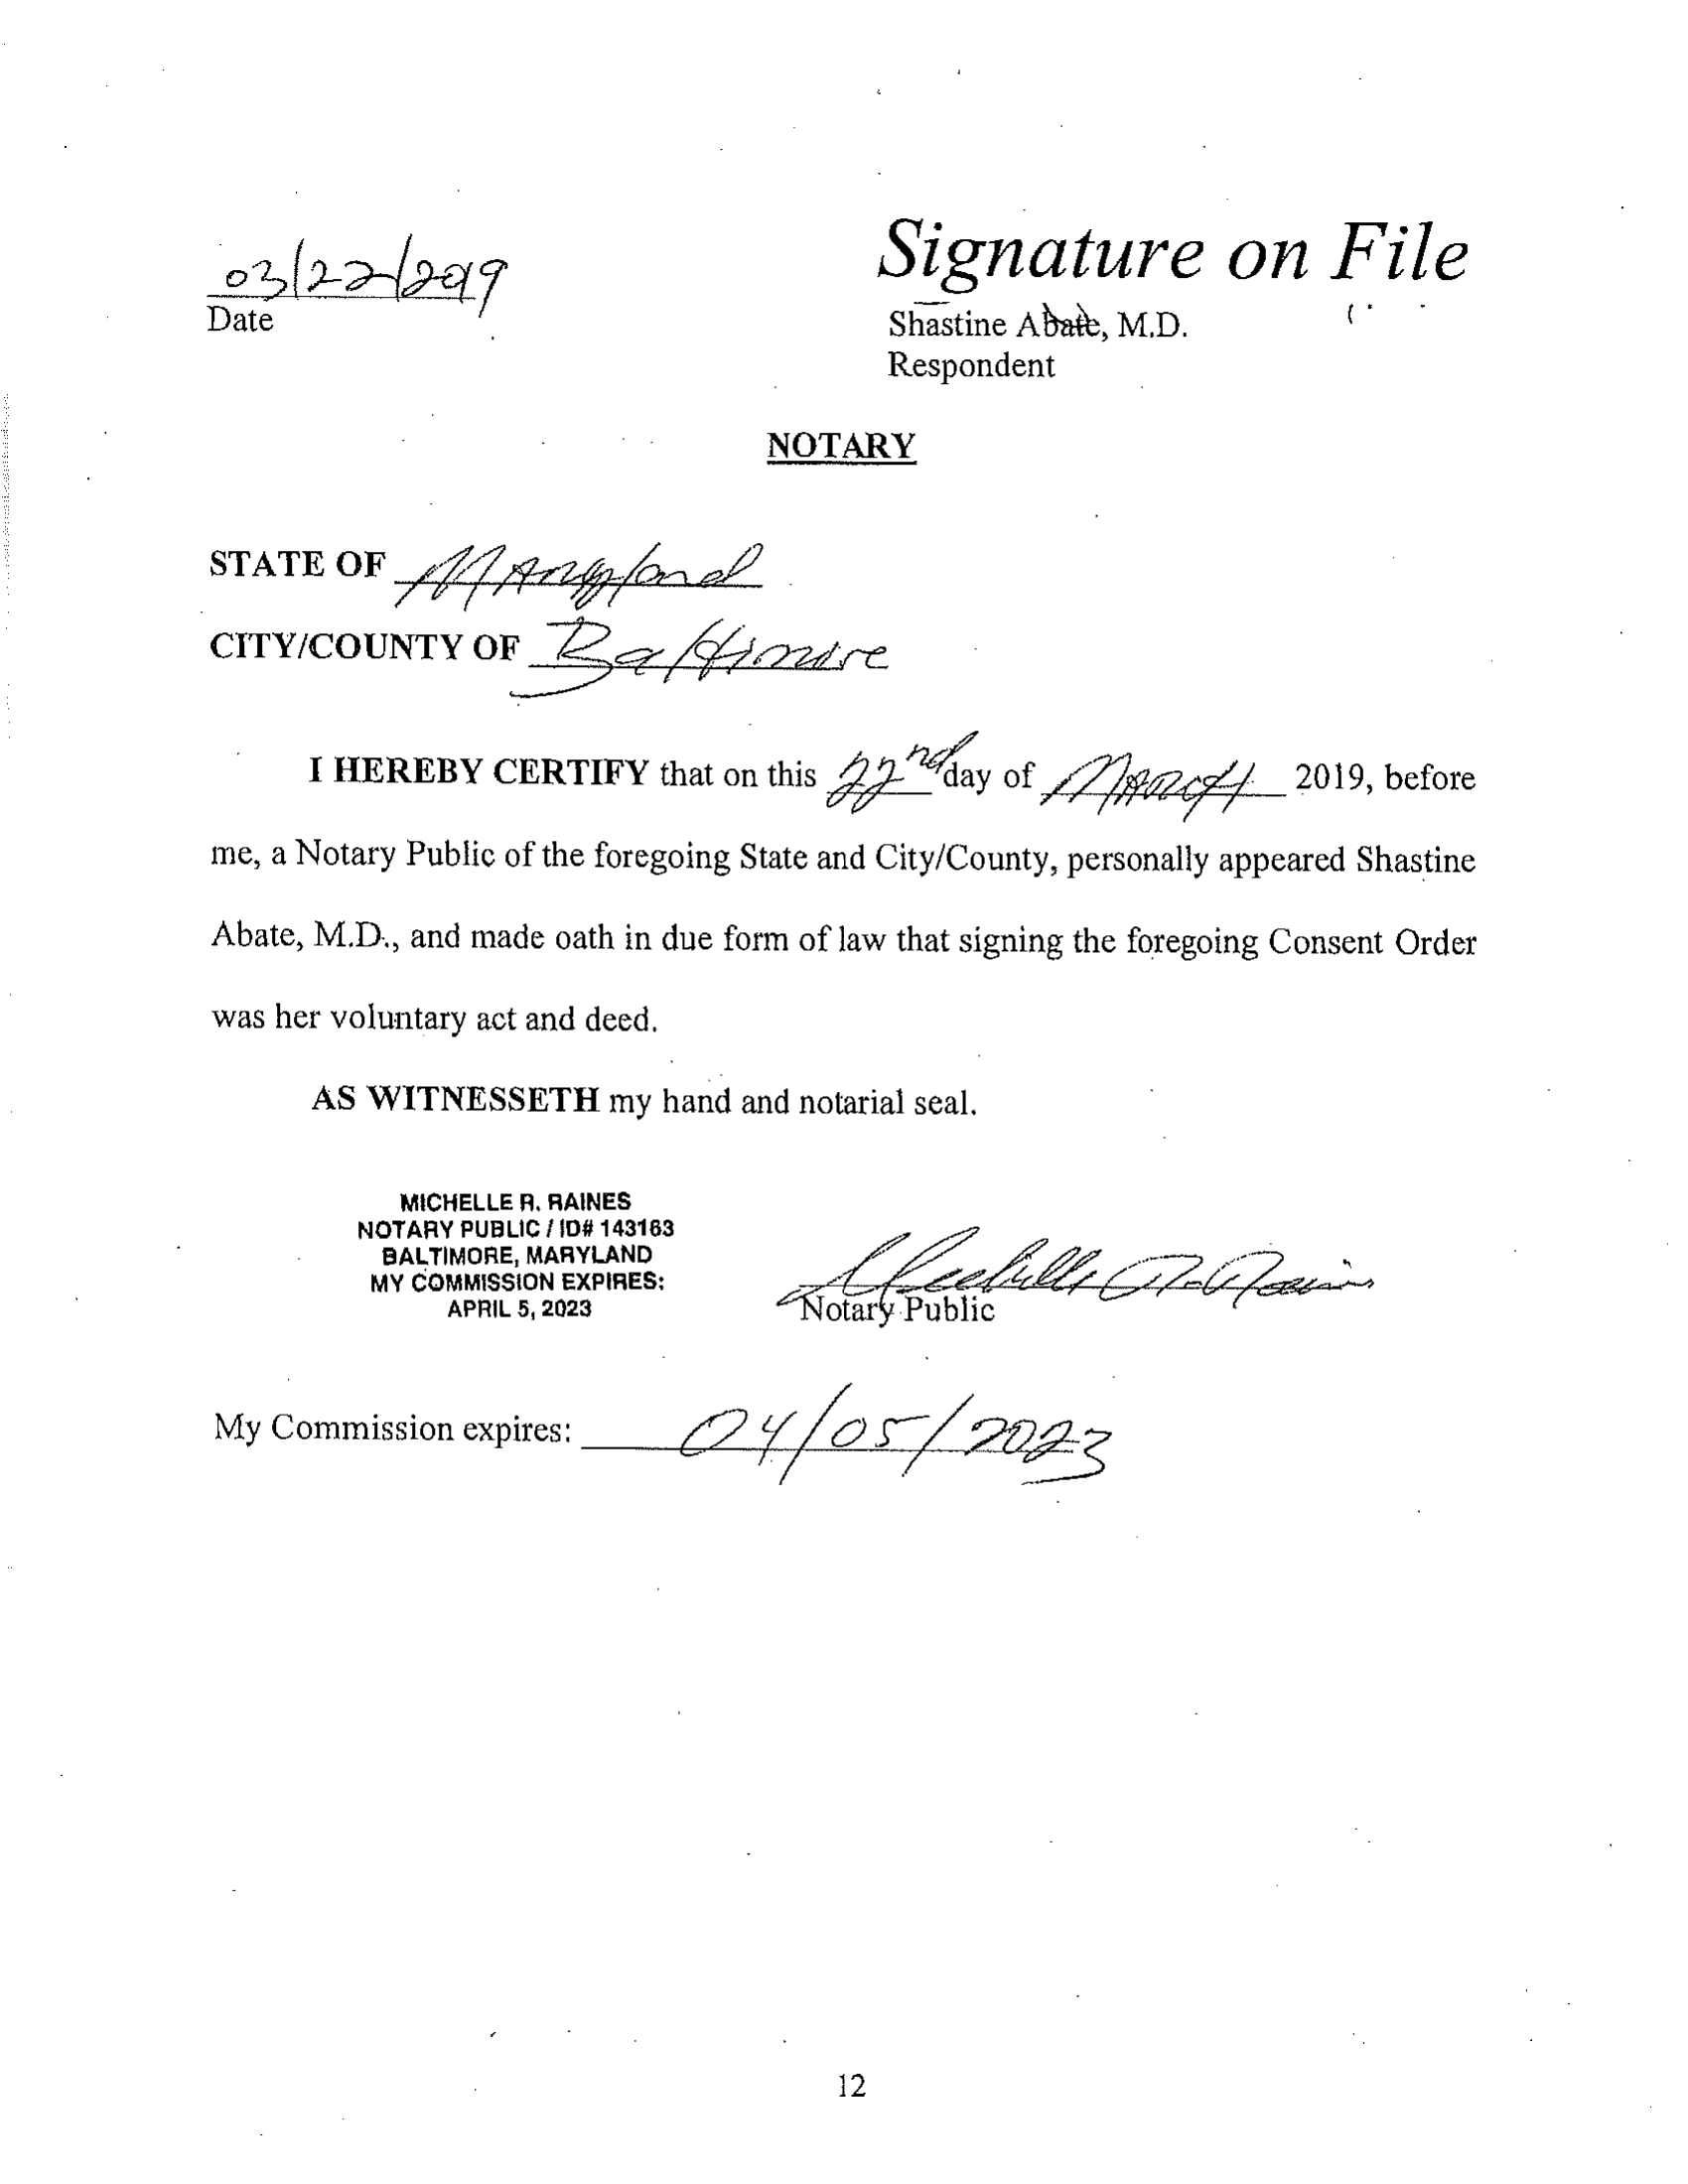 03/22/2019
Signature on File
Date
Shastine Abate, M.D.
Respondent
NOTARY
STATE OF Maryland
CITY/COUNTY OF Baltimore
I HEREBY CERTIFY that on this 22nd day of MARCH 2019, before
me, a Notary Public of the foregoing State and City/County, personally appeared Shastine
Abate, M.D., and made oath in due form of law that signing the foregoing Consent Order
was her voluntary act and deed.
AS WITNESSETH my hand and notarial seal.
MICHELLE R. RAINES
NOTARY PUBLIC / ID# 143163
BALTIMORE, MARYLAND
MY COMMISSION EXPIRES:
APRIL 5, 2023
Michelle R. Raines
Notary Public
My Commission expires: 04/05/2023
12